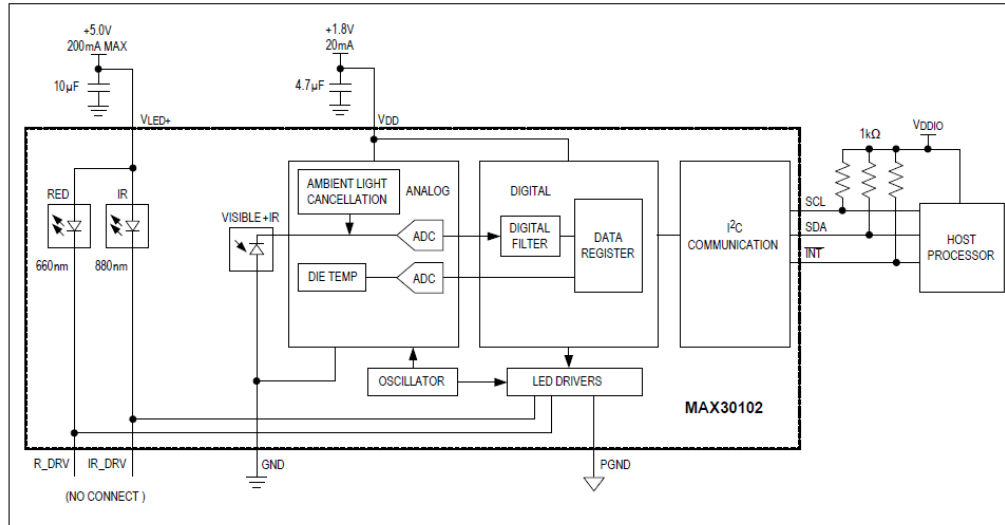 +5.0V
200mA MAX
10µF
VLED+
+1.8V
20mA
4.7µF
VDD
1kΩ
VDDIO
RED
IR
660nm
880nm
VISIBLE+IR
AMBIENT LIGHT
CANCELLATION
ANALOG
ADC
DIE TEMP
ADC
DIGITAL
DIGITAL
FILTER
DATA
REGISTER
I²C
COMMUNICATION
SCL
SDA
INT
HOST
PROCESSOR
OSCILLATOR
LED DRIVERS
MAX30102
R_DRV
IR_DRV
GND
PGND
(NO CONNECT )